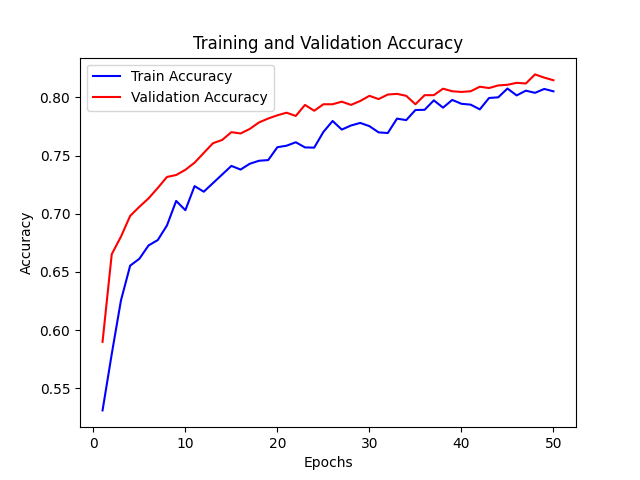 Training and Validation Accuracy
Train Accuracy
Validation Accuracy
0.80
0.75
0.70
0.65
0.60
0.55
Accuracy
0 10 20 30 40 50
Epochs